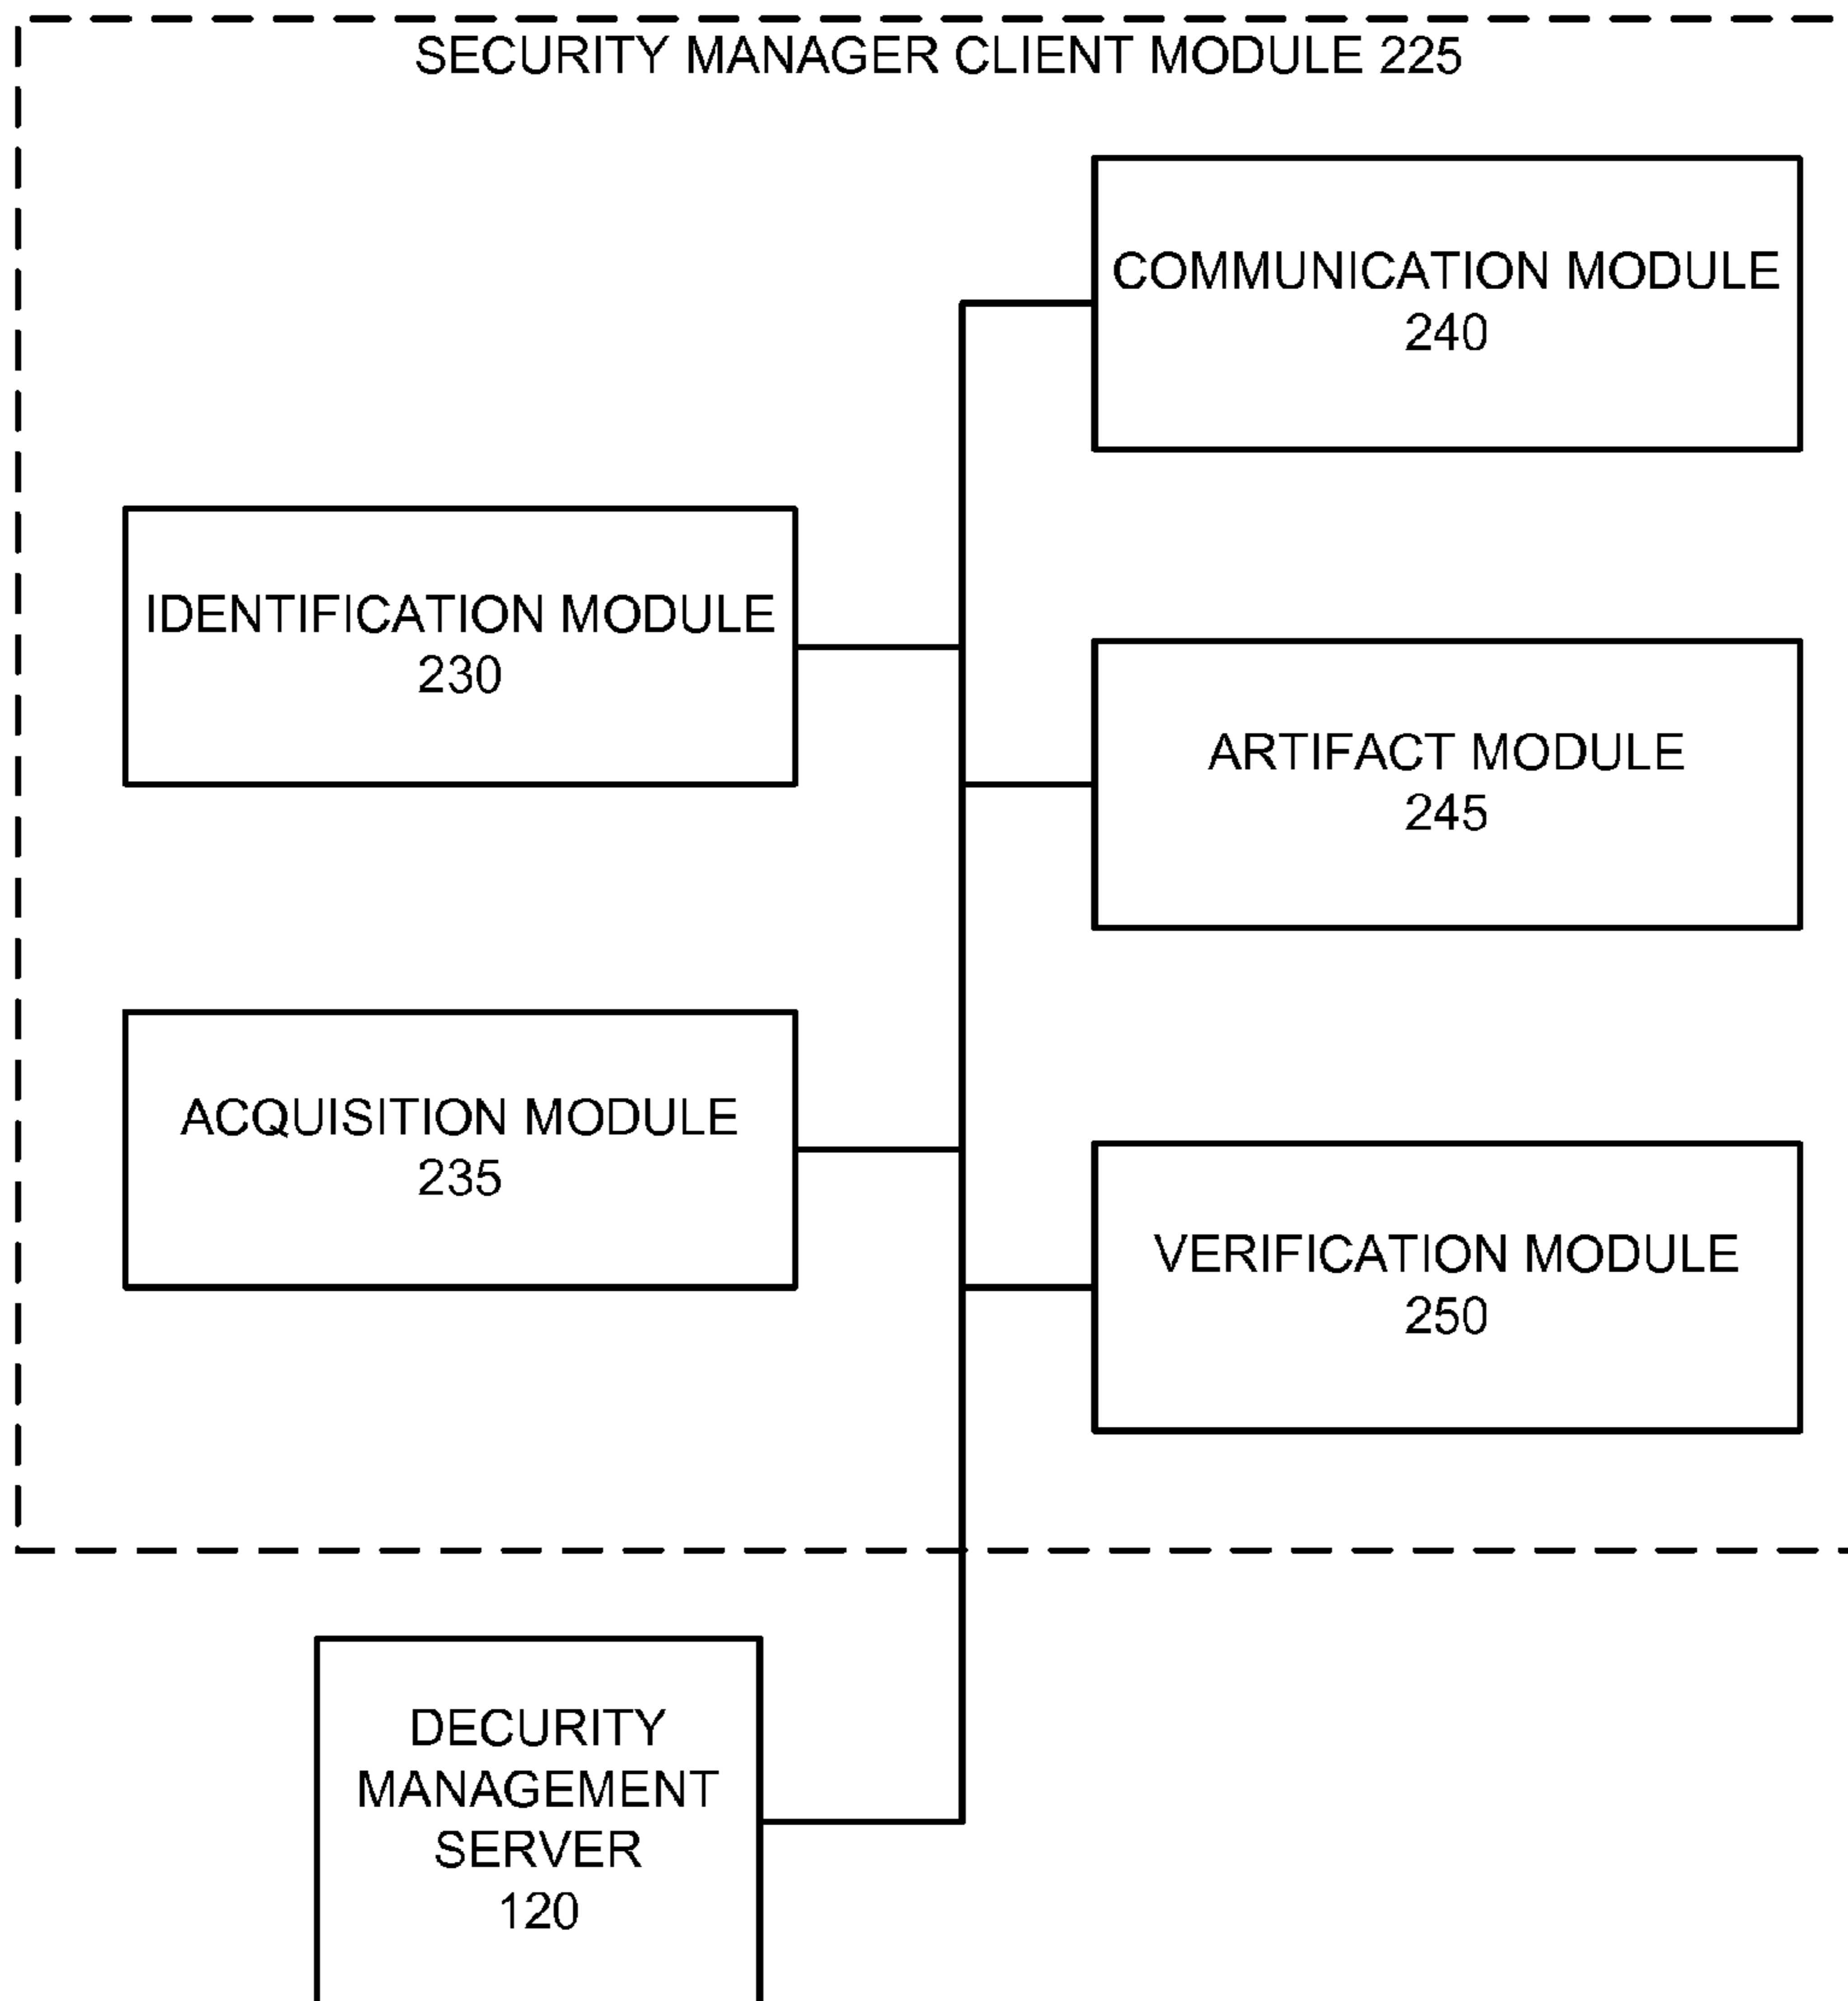 SECURITY MANAGER CLIENT MODULE 225
COMMUNICATION MODULE
240
IDENTIFICATION MODULE
230
ARTIFACT MODULE
245
ACQUISITION MODULE
235
VERIFICATION MODULE
250
DECURITY
MANAGEMENT
SERVER
120